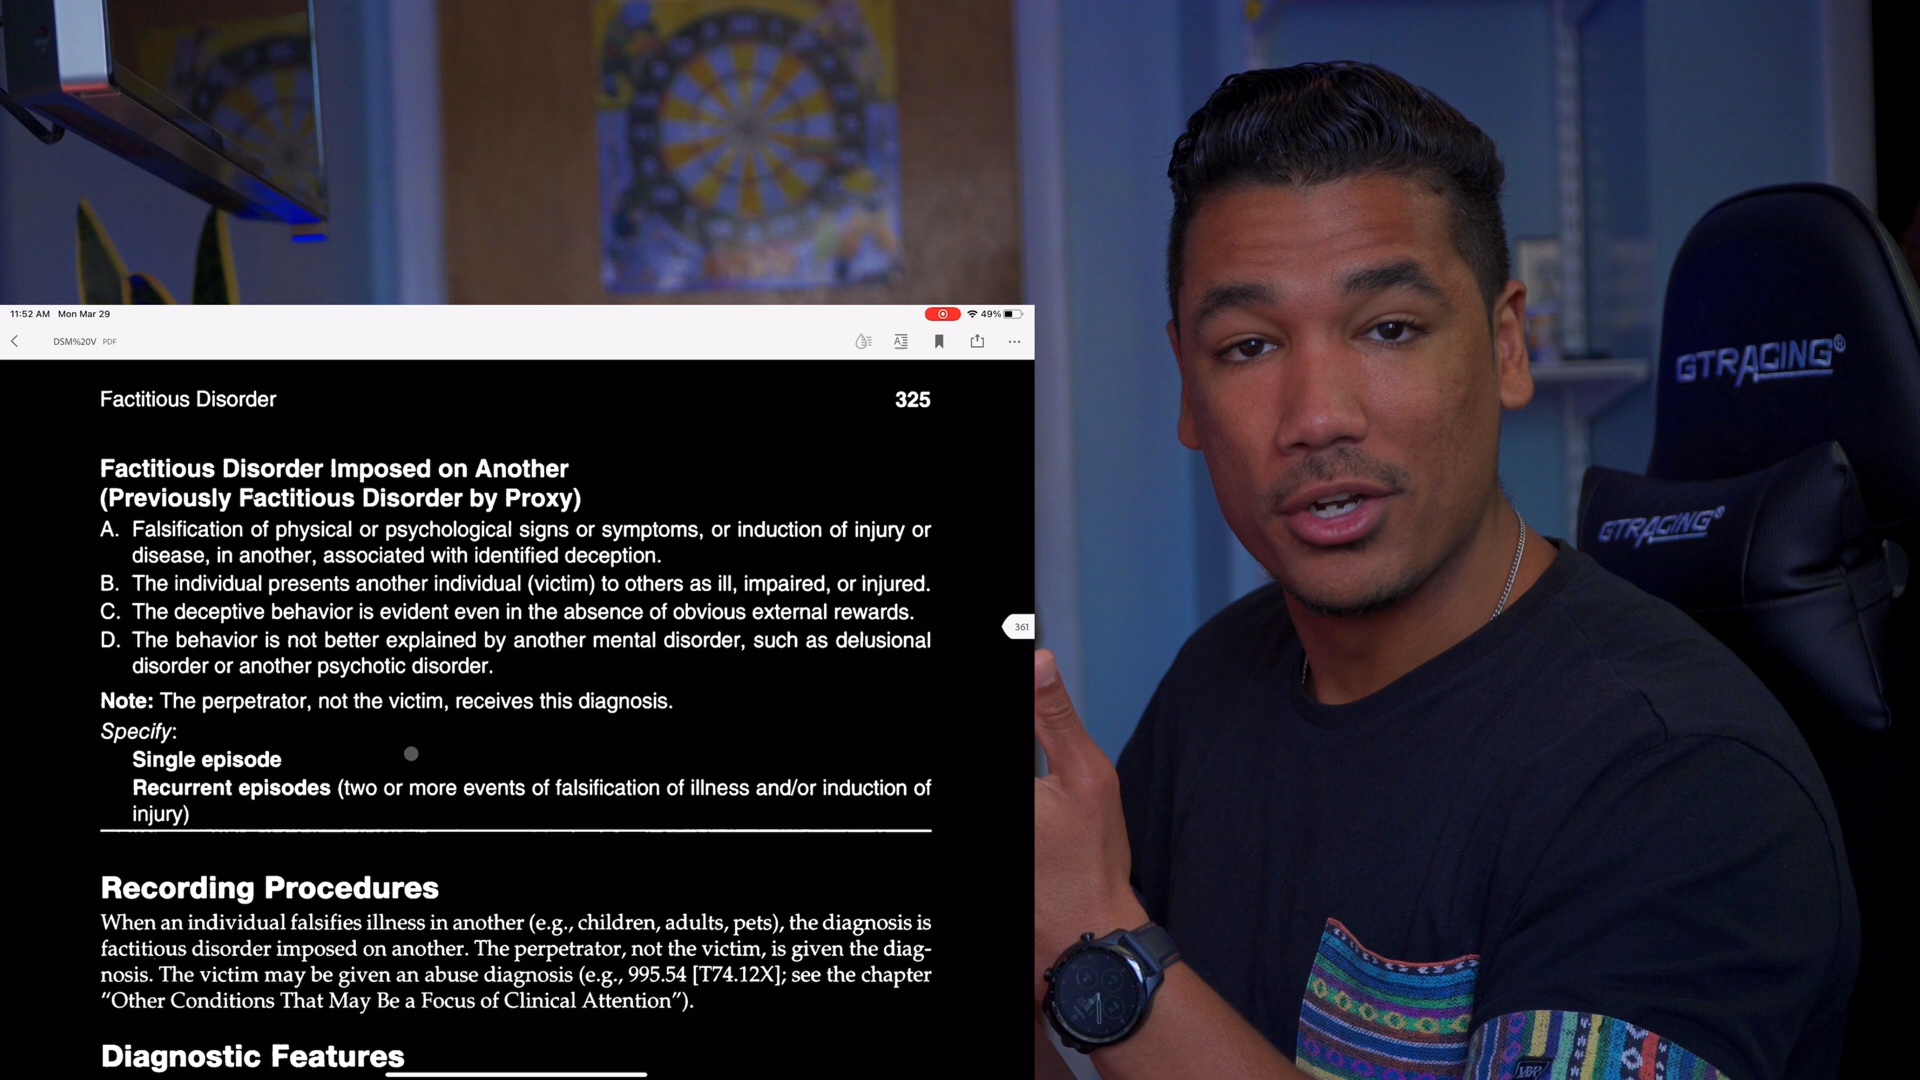 11:52 AM Mon Mar 29
49%
DSM%20V PDF
Factitious Disorder 325
Factitious Disorder Imposed on Another
(Previously Factitious Disorder by Proxy)
A. Falsification of physical or psychological signs or symptoms, or induction of injury or
disease, in another, associated with identified deception.
B. The individual presents another individual (victim) to others as ill, impaired, or injured.
C. The deceptive behavior is evident even in the absence of obvious external rewards.
D. The behavior is not better explained by another mental disorder, such as delusional
disorder or another psychotic disorder.
Note: The perpetrator, not the victim, receives this diagnosis.
Specify:
Single episode
Recurrent episodes (two or more events of falsification of illness and/or induction of
injury)
Recording Procedures
When an individual falsifies illness in another (e.g., children, adults, pets), the diagnosis is
factitious disorder imposed on another. The perpetrator, not the victim, is given the diag-
nosis. The victim may be given an abuse diagnosis (e.g., 995.54 [T74.12X]; see the chapter
“Other Conditions That May Be a Focus of Clinical Attention”).
Diagnostic Features
361
GTRACING®
GTRACING®